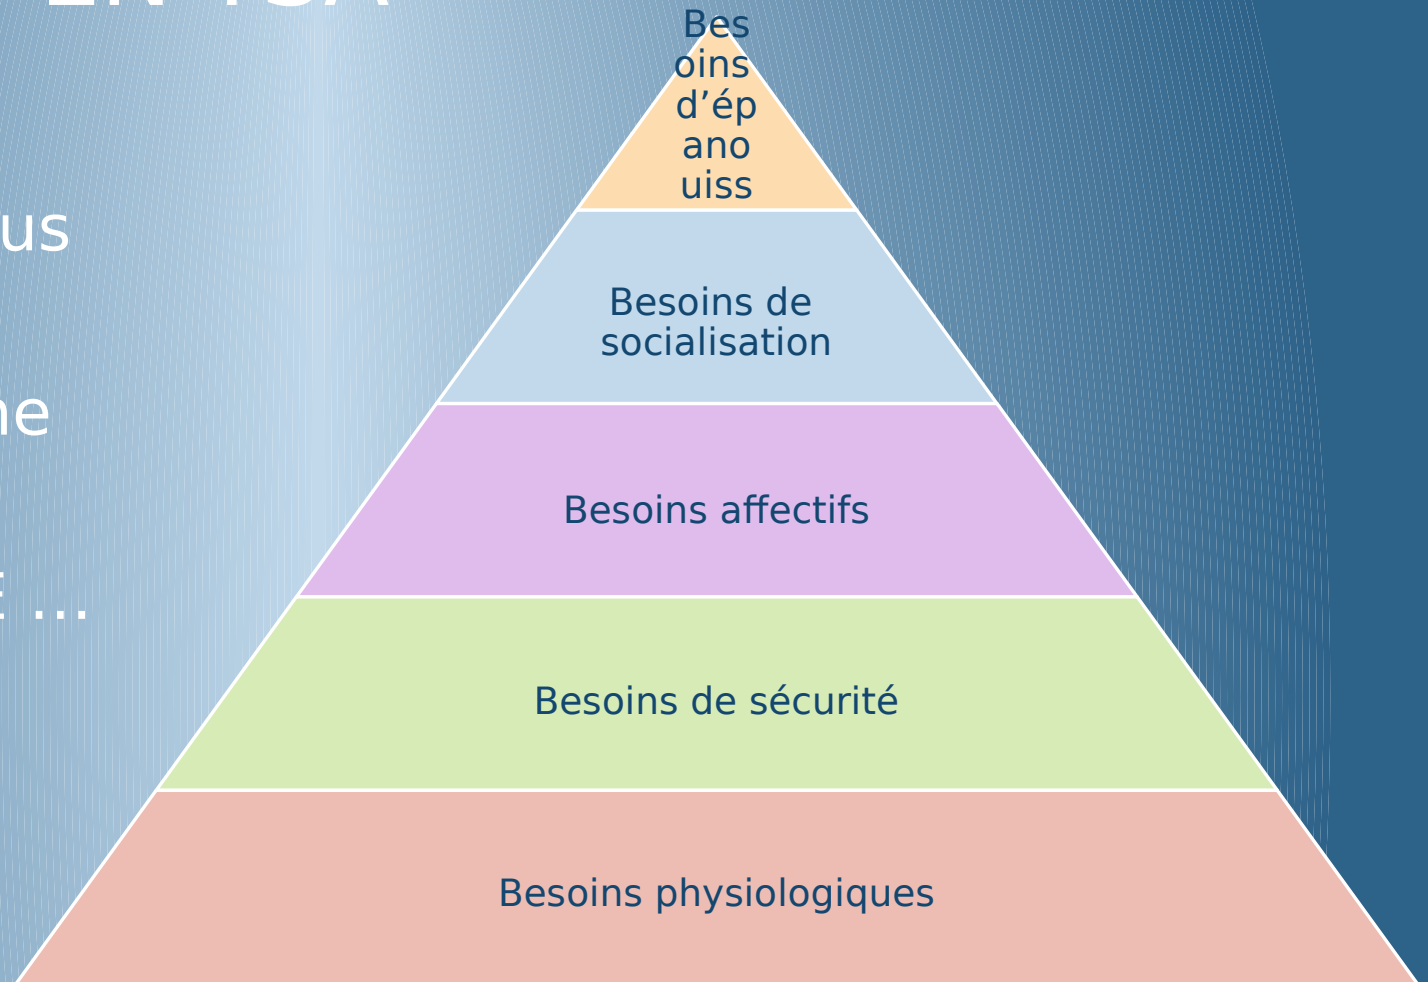 Bes
oins
d’ép
ano
uiss
us
Besoins de
socialisation
ne
Besoins affectifs
...
Besoins de sécurité
Besoins physiologiques